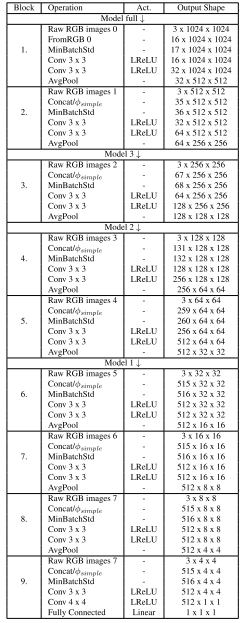 Block Operation Act. Output Shape
Model full ↓
Raw RGB images 0 - 3 x 1024 x 1024
FromRGB 0 - 16 x 1024 x 1024
1. MinBatchStd - 17 x 1024 x 1024
Conv 3 x 3 LReLU 16 x 1024 x 1024
Conv 3 x 3 LReLU 32 x 1024 x 1024
AvgPool - 32 x 512 x 512
Raw RGB images 1 - 3 x 512 x 512
Concat/ϕsimple - 35 x 512 x 512
2. MinBatchStd - 36 x 512 x 512
Conv 3 x 3 LReLU 32 x 512 x 512
Conv 3 x 3 LReLU 64 x 512 x 512
AvgPool - 64 x 256 x 256
Model 3 ↓
Raw RGB images 2 - 3 x 256 x 256
Concat/ϕsimple - 67 x 256 x 256
3. MinBatchStd - 68 x 256 x 256
Conv 3 x 3 LReLU 64 x 256 x 256
Conv 3 x 3 LReLU 128 x 256 x 256
AvgPool - 128 x 128 x 128
Model 2 ↓
Raw RGB images 3 - 3 x 128 x 128
Concat/ϕsimple - 131 x 128 x 128
4. MinBatchStd - 132 x 128 x 128
Conv 3 x 3 LReLU 128 x 128 x 128
Conv 3 x 3 LReLU 256 x 128 x 128
AvgPool - 256 x 64 x 64
Raw RGB images 4 - 3 x 64 x 64
Concat/ϕsimple - 259 x 64 x 64
5. MinBatchStd - 260 x 64 x 64
Conv 3 x 3 LReLU 256 x 64 x 64
Conv 3 x 3 LReLU 512 x 64 x 64
AvgPool - 512 x 32 x 32
Model 1 ↓
Raw RGB images 5 - 3 x 32 x 32
Concat/ϕsimple - 515 x 32 x 32
6. MinBatchStd - 516 x 32 x 32
Conv 3 x 3 LReLU 512 x 32 x 32
Conv 3 x 3 LReLU 512 x 32 x 32
AvgPool - 512 x 16 x 16
Raw RGB images 6 - 3 x 16 x 16
Concat/ϕsimple - 515 x 16 x 16
7. MinBatchStd - 516 x 16 x 16
Conv 3 x 3 LReLU 512 x 16 x 16
Conv 3 x 3 LReLU 512 x 16 x 16
AvgPool - 512 x 8 x 8
Raw RGB images 7 - 3 x 8 x 8
Concat/ϕsimple - 515 x 8 x 8
8. MinBatchStd - 516 x 8 x 8
Conv 3 x 3 LReLU 512 x 8 x 8
Conv 3 x 3 LReLU 512 x 8 x 8
AvgPool - 512 x 4 x 4
Raw RGB images 7 - 3 x 4 x 4
Concat/ϕsimple - 515 x 4 x 4
9. MinBatchStd - 516 x 4 x 4
Conv 3 x 3 LReLU 512 x 4 x 4
Conv 4 x 4 LReLU 512 x 1 x 1
Fully Connected Linear 1 x 1 x 1